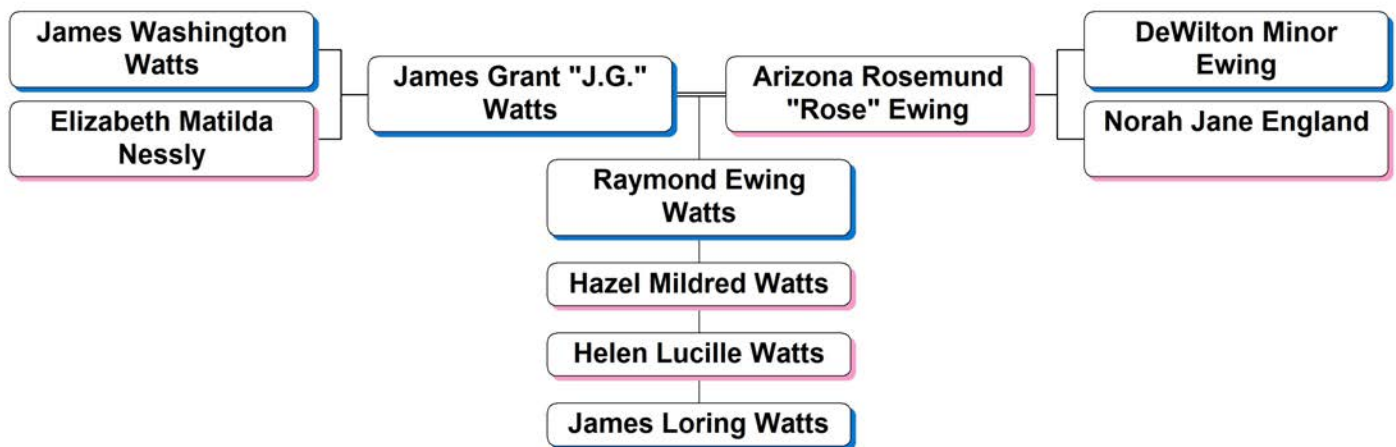 James Washington
Watts
Elizabeth Matilda
Nessly
James Grant "J.G."
Watts
Arizona Rosemund
"Rose" Ewing
DeWilton Minor
Ewing
Norah Jane England
Raymond Ewing
Watts
Hazel Mildred Watts
Helen Lucille Watts
James Loring Watts